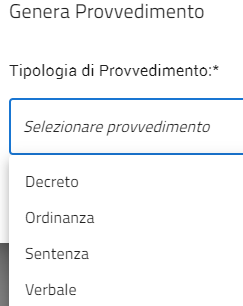 Genera Provvedimento
Tipologia di Provvedimento:*
Selezionare provvedimento
Decreto
Ordinanza
Sentenza
Verbale